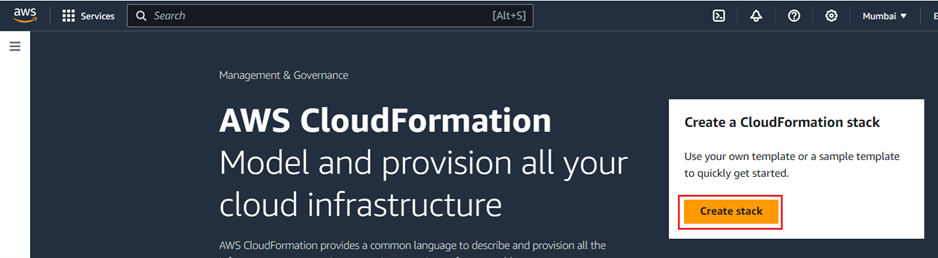 aws
Services
Search
[Alt+S]
Mumbai
Management & Governance
AWS CloudFormation
Model and provision all your
cloud infrastructure
AWS CloudFormation provides a common language to describe and provision all the
Create a CloudFormation stack
Use your own template or a sample template
to quickly get started.
Create stack